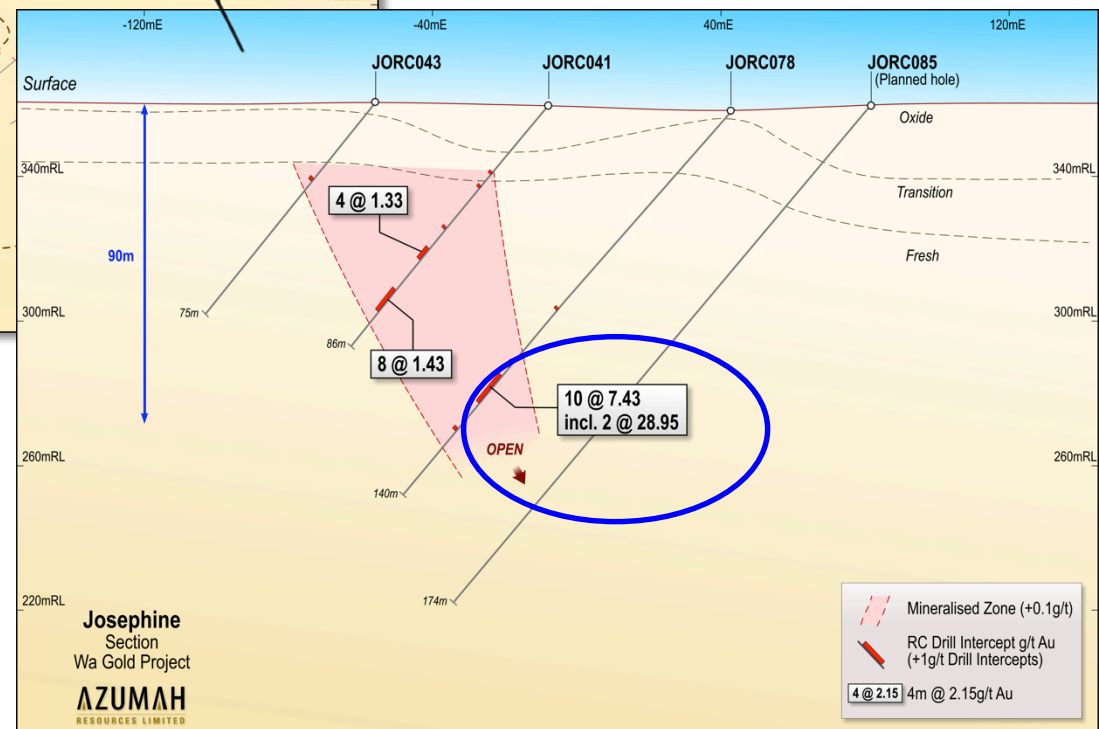 -120mE
-40mE
40mE
120mE
JORC043
JORC041
JORC078
JORC085
(Planned hole)
Surface
Oxide
340mRL
340mRL
Transition
4 @ 1.33
90m
Fresh
300mRL
300mRL
75m
86m
8 @ 1.43
10 @ 7.43
incl. 2 @ 28.95
OPEN
260mRL
260mRL
140m
174m
220mRL
Josephine
Section
Wa Gold Project
AZUMAH
RESOURCES LIMITED
Mineralised Zone (+0.1g/t)
RC Drill Intercept g/t Au
(+1g/t Drill Intercepts)
4 @ 2.15 4m @ 2.15g/t Au